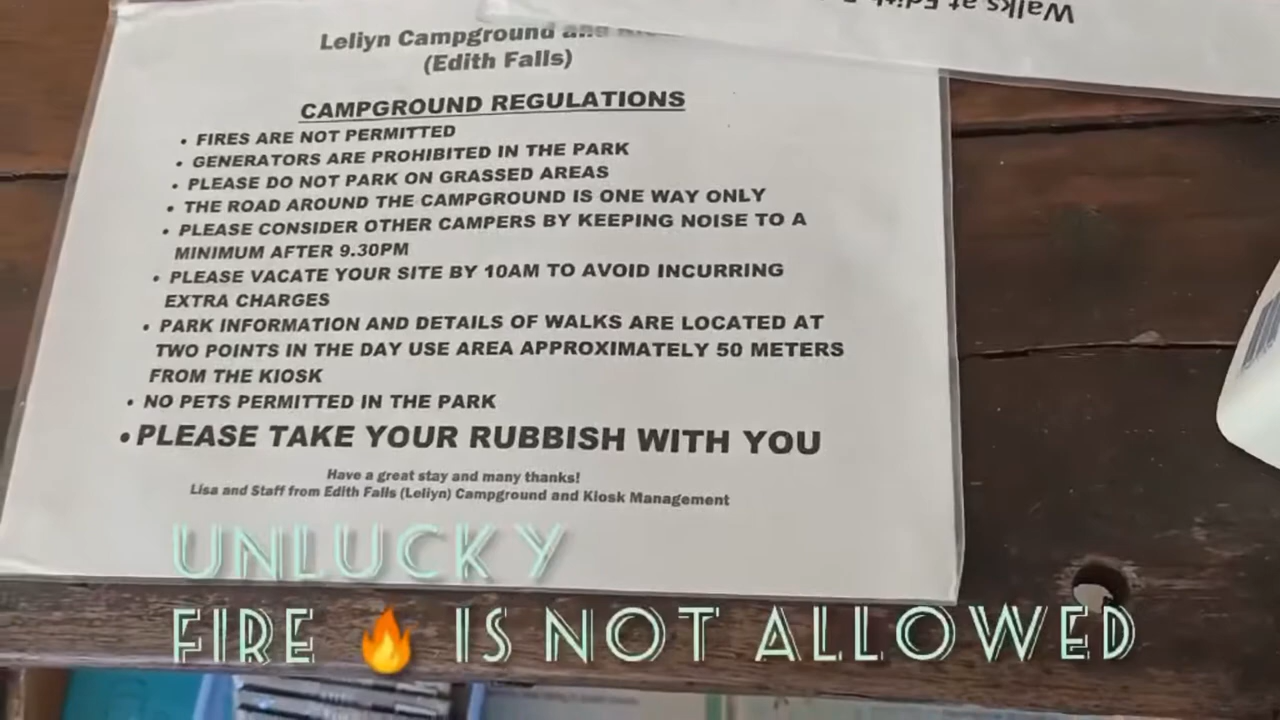 Walks at Edith
Leliyn Campground and
(Edith Falls)
CAMPGROUND REGULATIONS
• FIRES ARE NOT PERMITTED
• GENERATORS ARE PROHIBITED IN THE PARK
• PLEASE DO NOT PARK ON GRASSED AREAS
• THE ROAD AROUND THE CAMPGROUND IS ONE WAY ONLY
• PLEASE CONSIDER OTHER CAMPERS BY KEEPING NOISE TO A
MINIMUM AFTER 9.30PM
• PLEASE VACATE YOUR SITE BY 10AM TO AVOID INCURRING
EXTRA CHARGES
• PARK INFORMATION AND DETAILS OF WALKS ARE LOCATED AT
TWO POINTS IN THE DAY USE AREA APPROXIMATELY 50 METERS
FROM THE KIOSK
• NO PETS PERMITTED IN THE PARK
• PLEASE TAKE YOUR RUBBISH WITH YOU
Have a great stay and many thanks!
Lisa and Staff from Edith Falls (Leliyn) Campground and Kiosk Management
UNLUCKY
FIRE 🔥 IS NOT ALLOWED